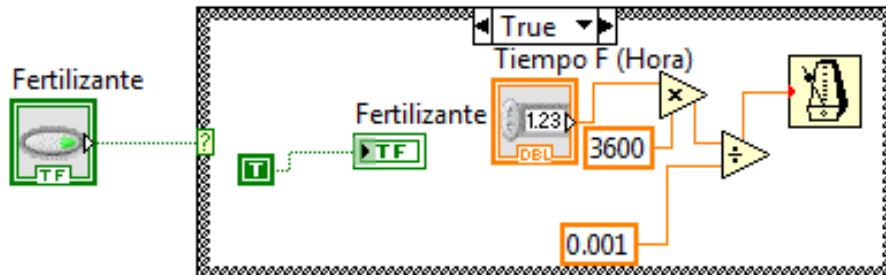 True
Tiempo F (Hora)
Fertilizante
TF
?
T
Fertilizante
TF
1.23
DBL
×
3600
÷
0.001